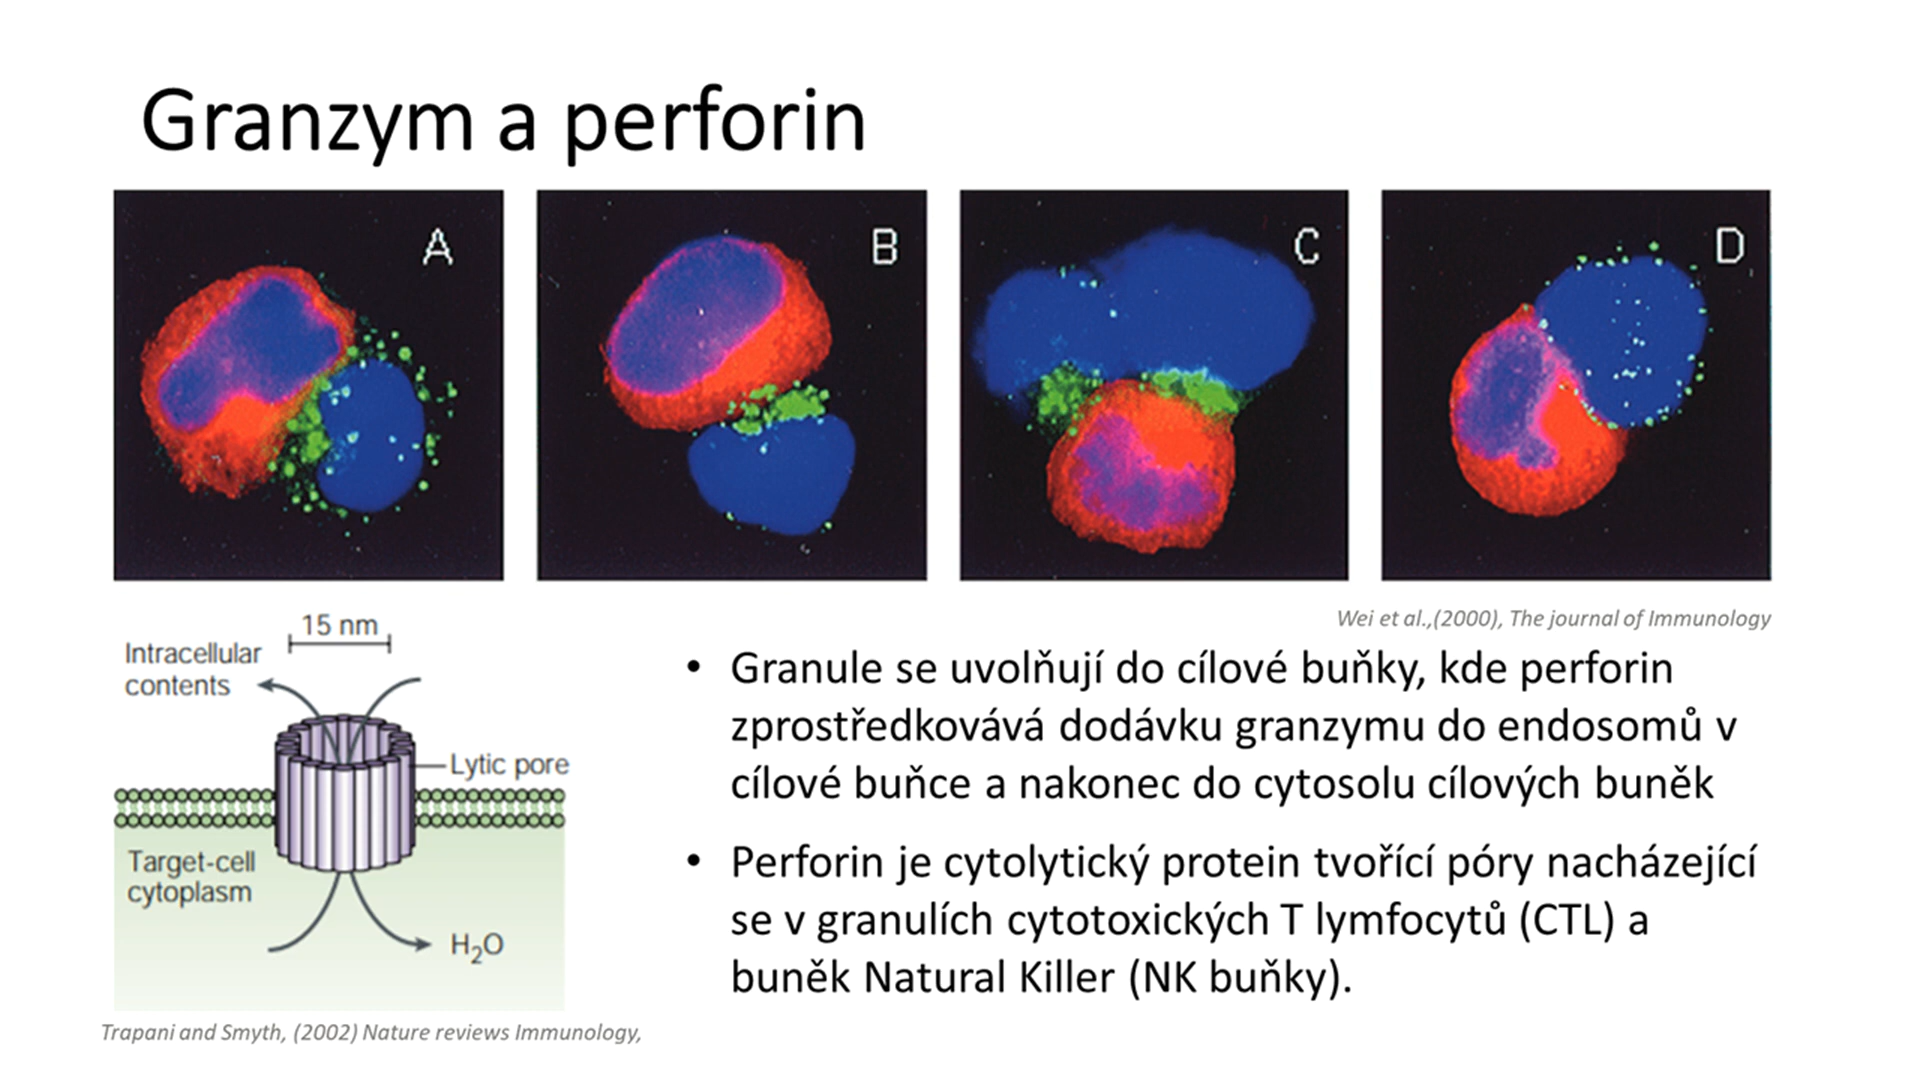 Granzym a perforin
A
B
C
D
Wei et al.,(2000), The journal of Immunology
15 nm
Intracellular
contents
Lytic pore
Target-cell
cytoplasm
H₂O
Trapani and Smyth, (2002) Nature reviews Immunology,
• Granule se uvolňují do cílové buňky, kde perforin
zprostředkovává dodávku granzymu do endosomů v
cílové buňce a nakonec do cytosolu cílových buněk
• Perforin je cytolytický protein tvořící póry nacházející
se v granulích cytotoxických T lymfocytů (CTL) a
buněk Natural Killer (NK buňky).